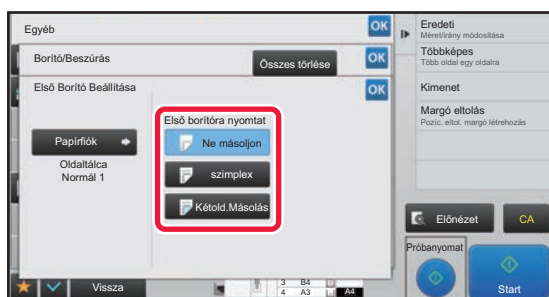 Egyéb
OK
Borító/Beszúrás
Összes törlése
OK
Első Borító Beállítása
OK
Papírfiók
Oldaltálca
Normál 1
Első borítóra nyomtat
Ne másoljon
szimplex
Kétold.Másolás
Vissza
3 B4
4 A3
A4
Eredeti
Méret/irány módosítása
Többképes
Több oldal egy oldalra
Kimenet
Margó eltolás
Pozíc. eltol. margó létrehozás
Előnézet
CA
Próbanyomat
Start